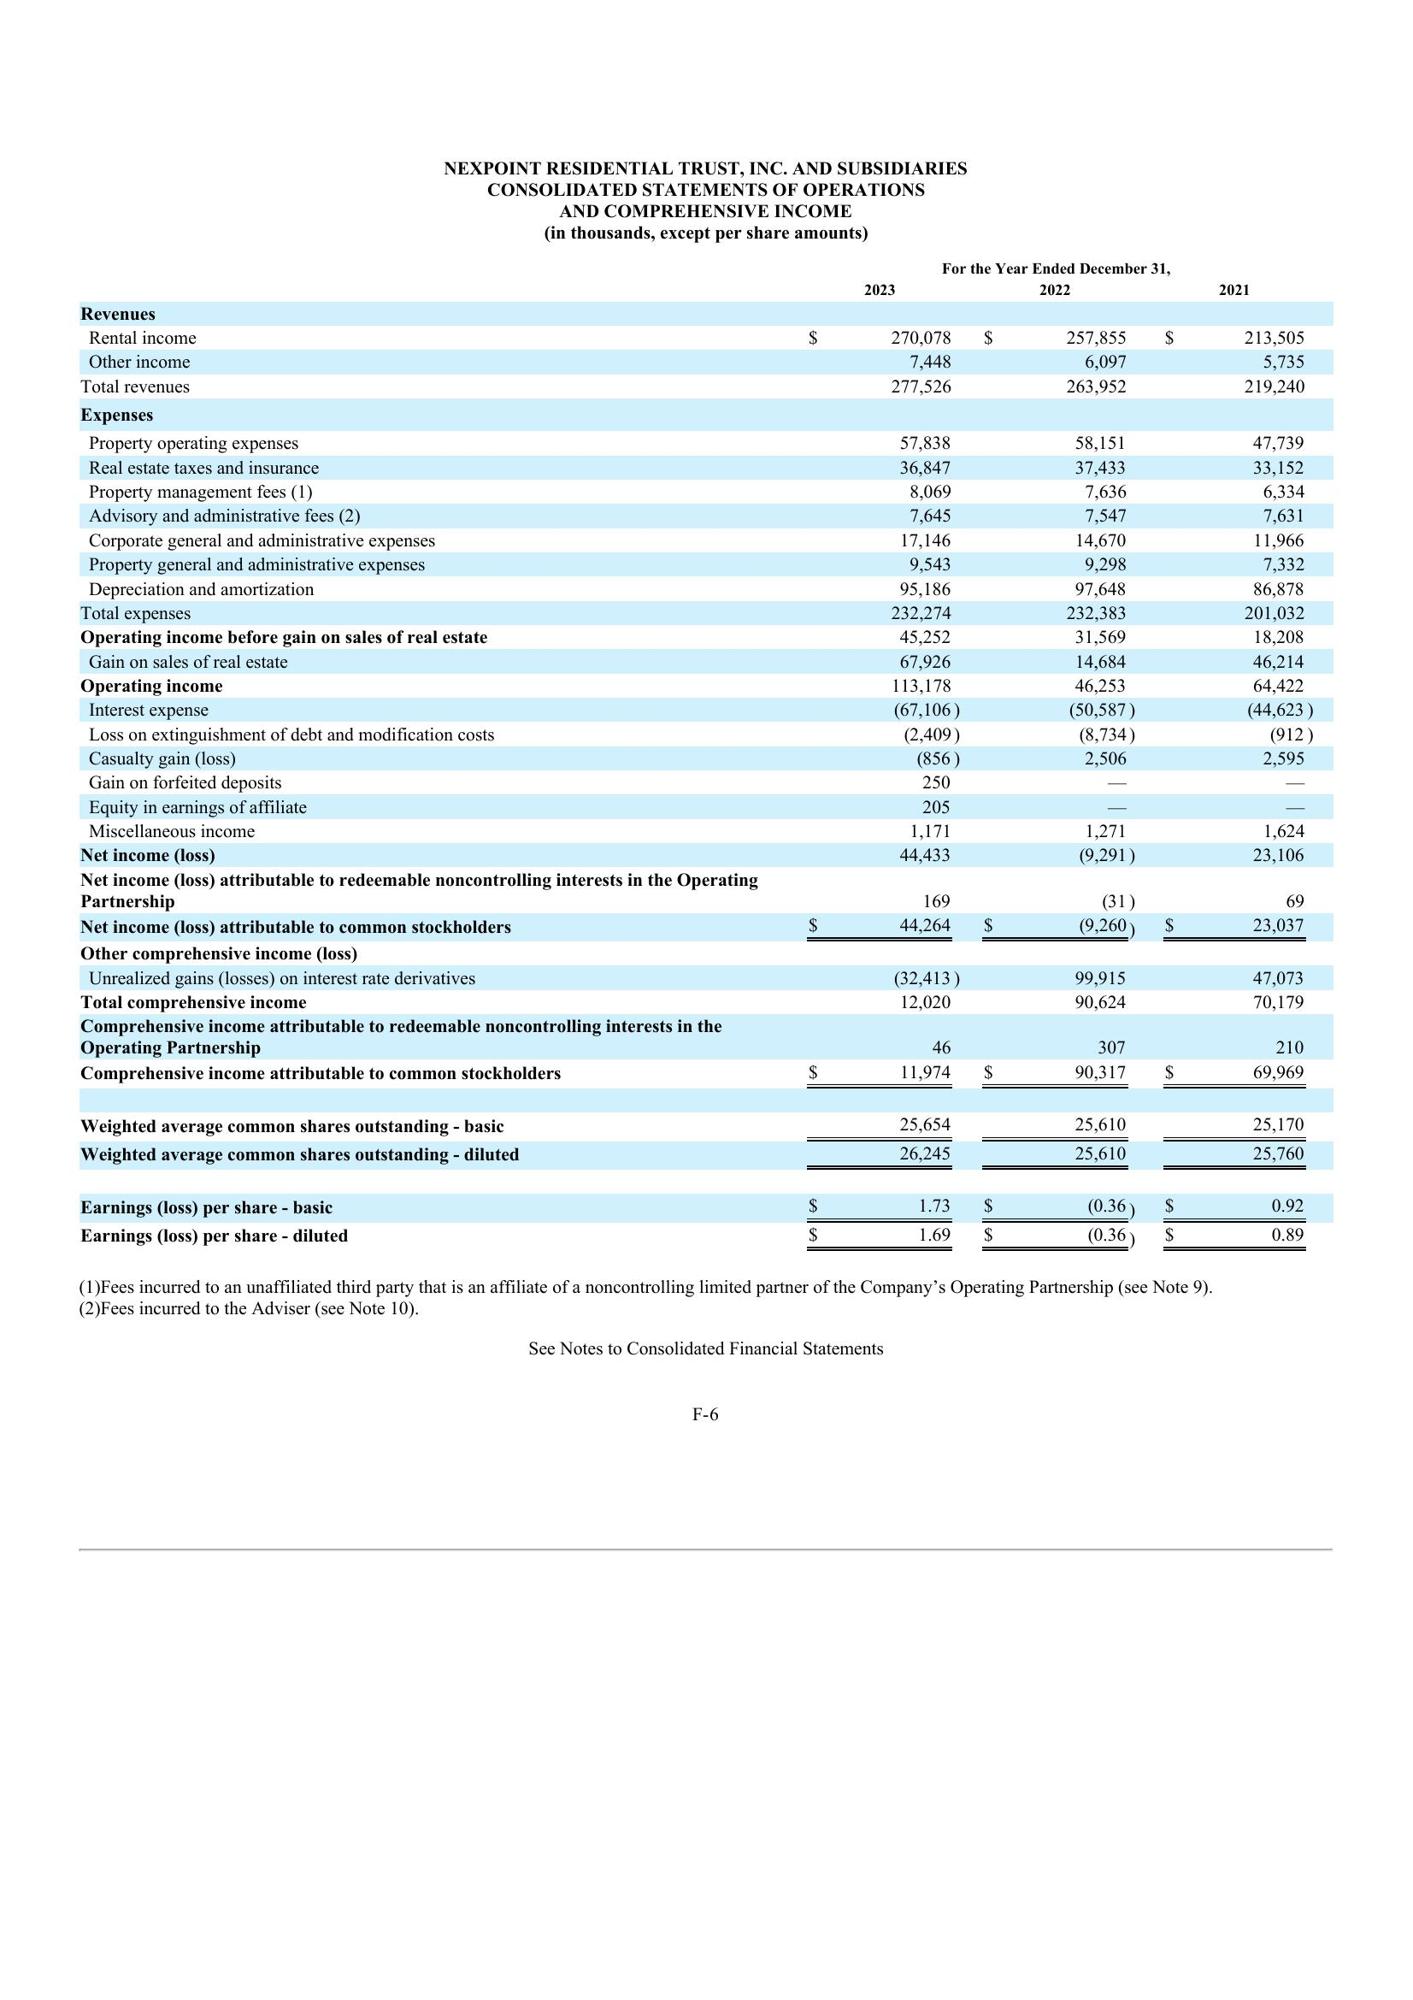 NEXPOINT RESIDENTIAL TRUST, INC. AND SUBSIDIARIES
CONSOLIDATED STATEMENTS OF OPERATIONS
AND COMPREHENSIVE INCOME
(in thousands, except per share amounts)
For the Year Ended December 31,
2023 2022 2021
Revenues
Rental income $ 270,078 $ 257,855 $ 213,505
Other income 7,448 6,097 5,735
Total revenues 277,526 263,952 219,240
Expenses
Property operating expenses 57,838 58,151 47,739
Real estate taxes and insurance 36,847 37,433 33,152
Property management fees (1) 8,069 7,636 6,334
Advisory and administrative fees (2) 7,645 7,547 7,631
Corporate general and administrative expenses 17,146 14,670 11,966
Property general and administrative expenses 9,543 9,298 7,332
Depreciation and amortization 95,186 97,648 86,878
Total expenses 232,274 232,383 201,032
Operating income before gain on sales of real estate 45,252 31,569 18,208
Gain on sales of real estate 67,926 14,684 46,214
Operating income 113,178 46,253 64,422
Interest expense (67,106) (50,587) (44,623)
Loss on extinguishment of debt and modification costs (2,409) (8,734) (912)
Casualty gain (loss) (856) 2,506 2,595
Gain on forfeited deposits 250 — —
Equity in earnings of affiliate 205 — —
Miscellaneous income 1,171 1,271 1,624
Net income (loss) 44,433 (9,291) 23,106
Net income (loss) attributable to redeemable noncontrolling interests in the Operating
Partnership 169 (31) 69
Net income (loss) attributable to common stockholders $ 44,264 $ (9,260) $ 23,037
Other comprehensive income (loss)
Unrealized gains (losses) on interest rate derivatives (32,413) 99,915 47,073
Total comprehensive income 12,020 90,624 70,179
Comprehensive income attributable to redeemable noncontrolling interests in the
Operating Partnership 46 307 210
Comprehensive income attributable to common stockholders $ 11,974 $ 90,317 $ 69,969
Weighted average common shares outstanding - basic 25,654 25,610 25,170
Weighted average common shares outstanding - diluted 26,245 25,610 25,760
Earnings (loss) per share - basic $ 1.73 $ (0.36) $ 0.92
Earnings (loss) per share - diluted $ 1.69 $ (0.36) $ 0.89
(1)Fees incurred to an unaffiliated third party that is an affiliate of a noncontrolling limited partner of the Company’s Operating Partnership (see Note 9).
(2)Fees incurred to the Adviser (see Note 10).
See Notes to Consolidated Financial Statements
F-6